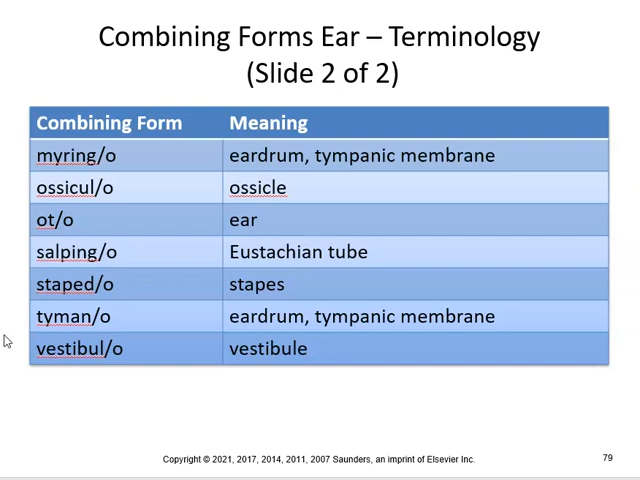 Combining Forms Ear – Terminology
(Slide 2 of 2)
Combining Form Meaning
myring/o eardrum, tympanic membrane
ossicul/o ossicle
ot/o ear
salping/o Eustachian tube
staped/o stapes
tyman/o eardrum, tympanic membrane
vestibul/o vestibule
Copyright © 2021, 2017, 2014, 2011, 2007 Saunders, an imprint of Elsevier Inc.
79